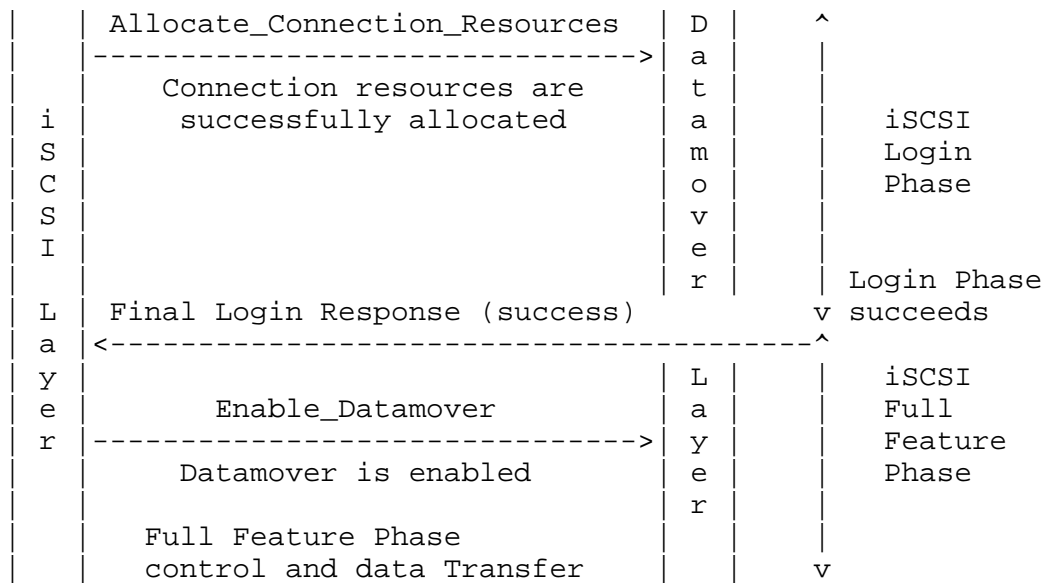 |   | Allocate_Connection_Resources  | D |    ^
|   |------------------------------->| a |    |
|   |    Connection resources are    | t |    |
| i |     successfully allocated     | a |    |   iSCSI
| S |                                | m |    |   Login
| C |                                | o |    |   Phase
| S |                                | v |    |
| I |                                | e |    |
|   |                                | r |    | Login Phase
| L | Final Login Response (success)          v succeeds
| a |<----------------------------------------^
| y |                                | L |    |   iSCSI
| e |       Enable_Datamover         | a |    |   Full
| r |------------------------------->| y |    |   Feature
|   |     Datamover is enabled       | e |    |   Phase
|   |                                | r |    |
|   |   Full Feature Phase           |   |    |
|   |   control and data Transfer    |   |    v